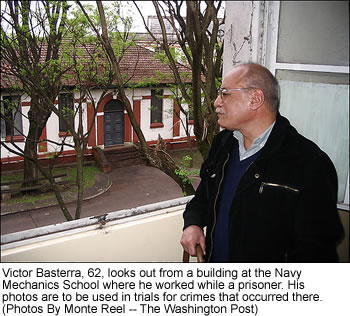 Victor Basterra, 62, looks out from a building at the Navy
Mechanics School where he worked while a prisoner. His
photos are to be used in trials for crimes that occurred there.
(Photos By Monte Reel -- The Washington Post)